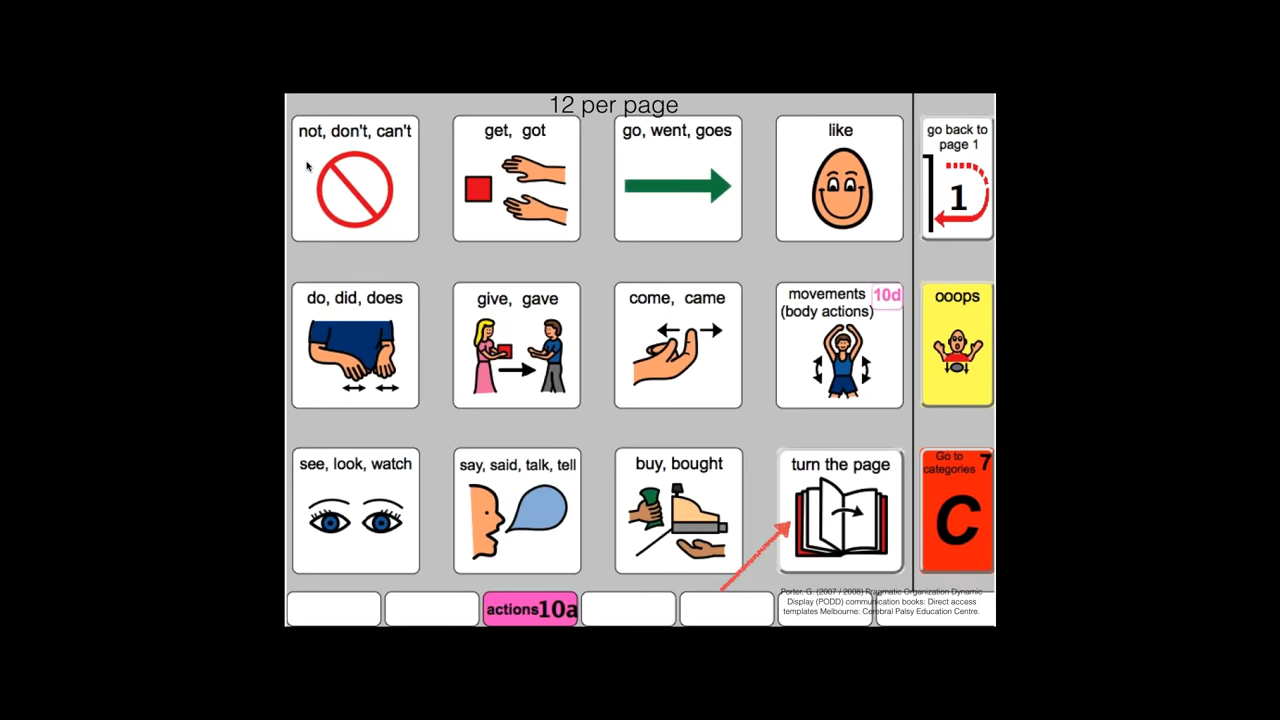 12 per page
not, don't, can't
get, got
go, went, goes
like
go back to
page 1
1
do, did, does
give, gave
come, came
movements
(body actions)
10d
ooops
see, look, watch
say, said, talk, tell
buy, bought
turn the page
Go to
categories 7
C
actions10a
Porter, G. (2007 / 2008) Pragmatic Organization Dynamic
Display (PODD) communication books: Direct access
templates Melbourne: Cerebral Palsy Education Centre.